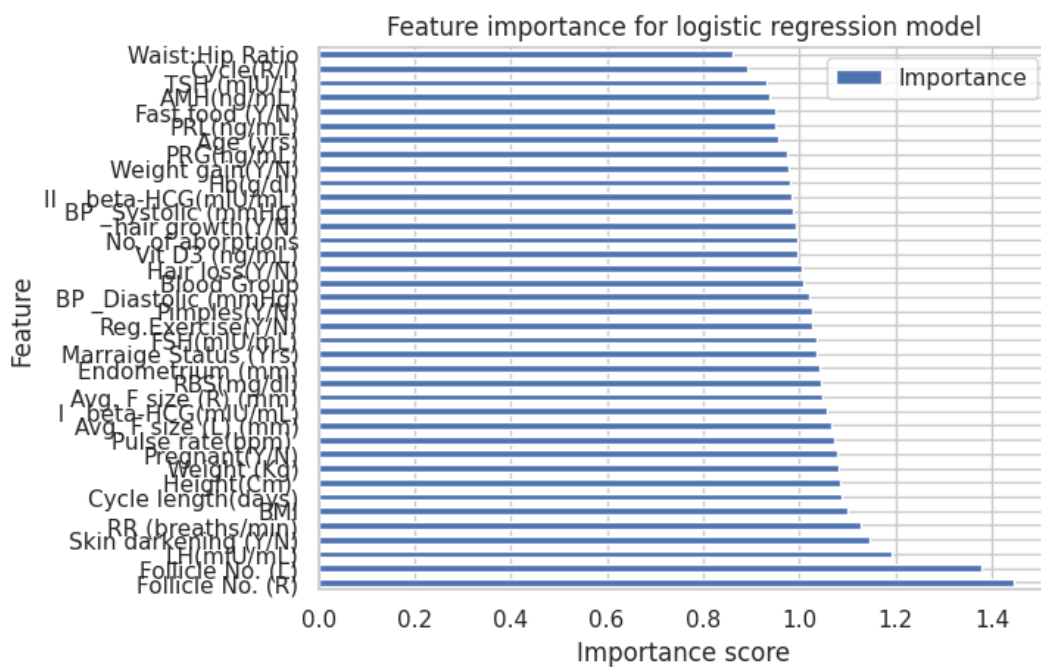 Feature importance for logistic regression model
Importance
Feature
Waist:Hip Ratio
Cycle(R/I)
TSH (mIU/L)
AMH(ng/mL)
Fast food (Y/N)
PRL(ng/mL)
Age (yrs)
PRG(ng/mL)
Weight gain(Y/N)
Hb(g/dl)
II beta-HCG(mIU/mL)
BP _Systolic (mmHg)
hair growth(Y/N)
No. of aborptions
Vit D3 (ng/mL)
Hair loss(Y/N)
Blood Group
BP _Diastolic (mmHg)
Pimples(Y/N)
Reg.Exercise(Y/N)
FSH(mIU/mL)
Marraige Status (Yrs)
Endometrium (mm)
RBS(mg/dl)
Avg. F size (R) (mm)
I beta-HCG(mIU/mL)
Avg. F size (L) (mm)
Pulse rate(bpm)
Pregnant(Y/N)
Weight (Kg)
Height(Cm)
Cycle length(days)
BMI
RR (breaths/min)
Skin darkening (Y/N)
LH(mIU/mL)
Follicle No. (L)
Follicle No. (R)
0.0 0.2 0.4 0.6 0.8 1.0 1.2 1.4
Importance score